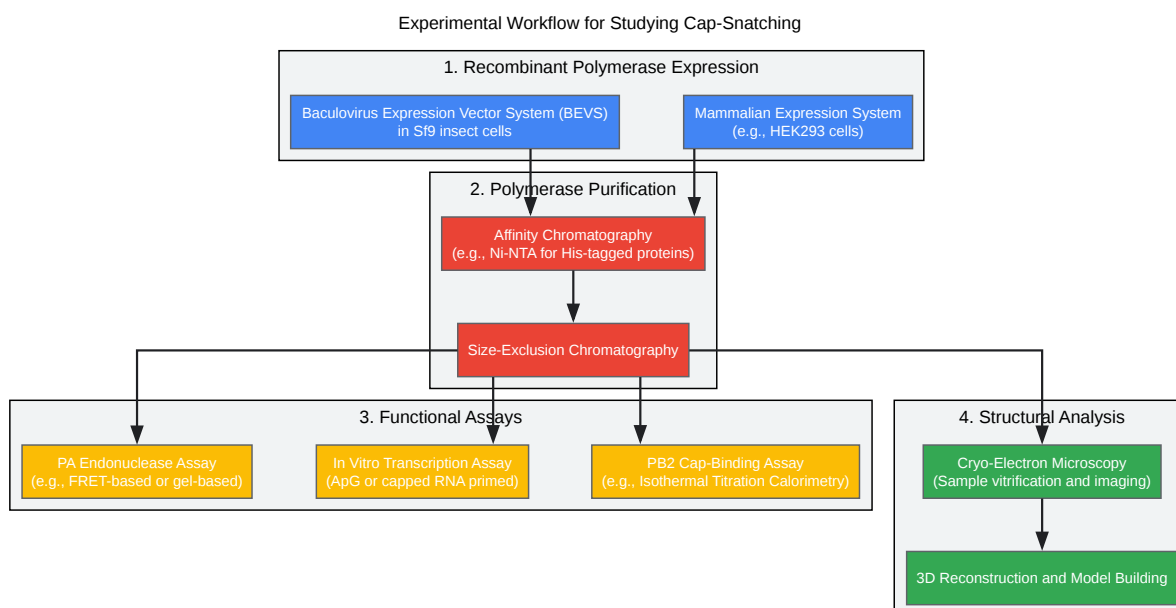 Experimental Workflow for Studying Cap-Snatching
1. Recombinant Polymerase Expression
Baculovirus Expression Vector System (BEVS)
in Sf9 insect cells
Mammalian Expression System
(e.g., HEK293 cells)
2. Polymerase Purification
Affinity Chromatography
(e.g., Ni-NTA for His-tagged proteins)
Size-Exclusion Chromatography
3. Functional Assays
PA Endonuclease Assay
(e.g., FRET-based or gel-based)
In Vitro Transcription Assay
(ApG or capped RNA primed)
PB2 Cap-Binding Assay
(e.g., Isothermal Titration Calorimetry)
4. Structural Analysis
Cryo-Electron Microscopy
(Sample vitrification and imaging)
3D Reconstruction and Model Building